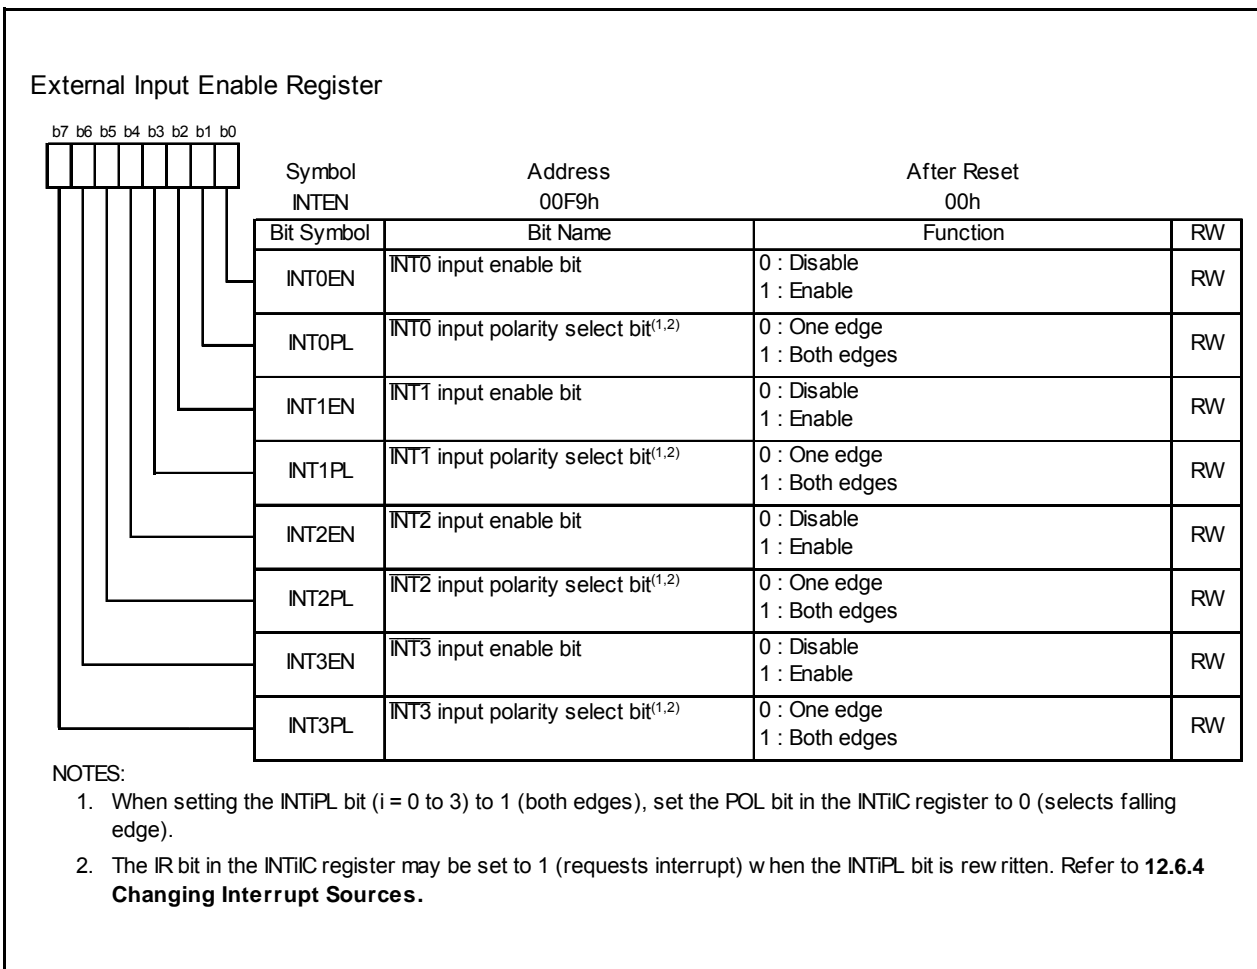 External Input Enable Register
b7 b6 b5 b4 b3 b2 b1 b0
Symbol Address After Reset
INTEN 00F9h 00h
Bit Symbol Bit Name Function RW
INT0EN INT0 input enable bit 0 : Disable RW
1 : Enable
INT0PL INT0 input polarity select bit(1,2) 0 : One edge RW
1 : Both edges
INT1EN INT1 input enable bit 0 : Disable RW
1 : Enable
INT1PL INT1 input polarity select bit(1,2) 0 : One edge RW
1 : Both edges
INT2EN INT2 input enable bit 0 : Disable RW
1 : Enable
INT2PL INT2 input polarity select bit(1,2) 0 : One edge RW
1 : Both edges
INT3EN INT3 input enable bit 0 : Disable RW
1 : Enable
INT3PL INT3 input polarity select bit(1,2) 0 : One edge RW
1 : Both edges
NOTES:
1. When setting the INTiPL bit (i = 0 to 3) to 1 (both edges), set the POL bit in the INTiIC register to 0 (selects falling
edge).
2. The IR bit in the INTiIC register may be set to 1 (requests interrupt) when the INTiPL bit is rewritten. Refer to 12.6.4
Changing Interrupt Sources.